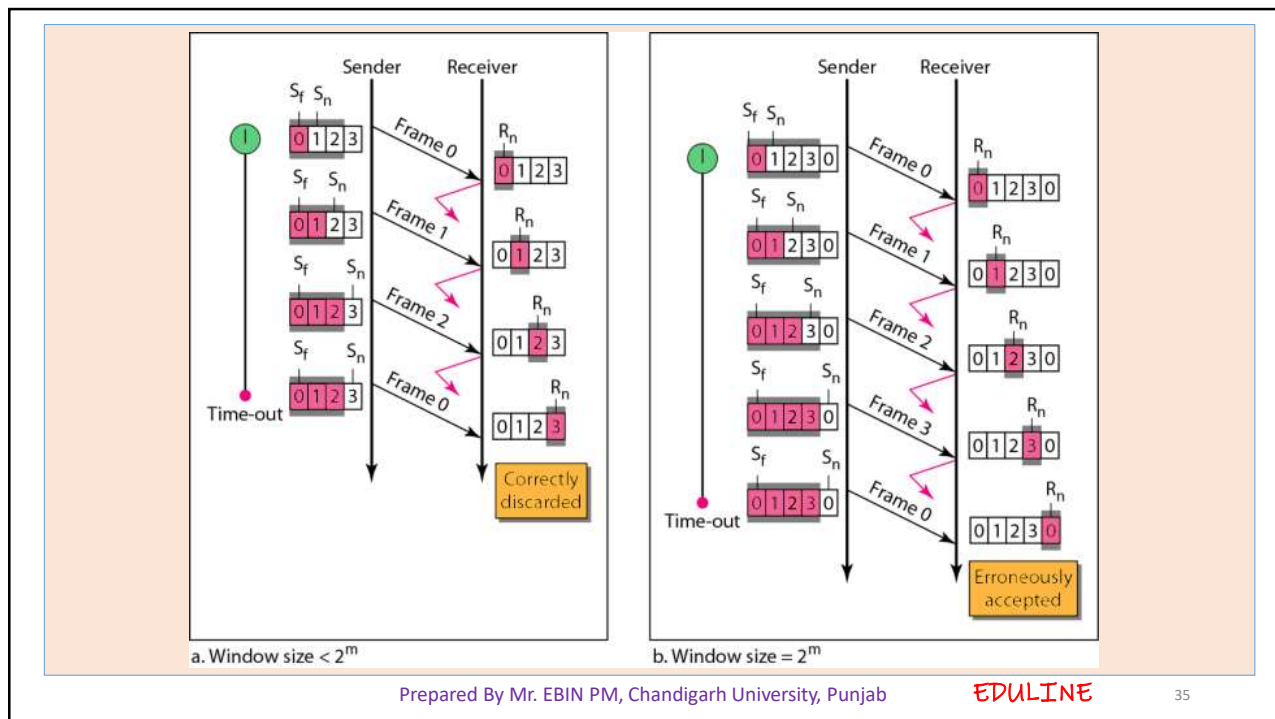 Sender Receiver
Sf Sn
0 1 2 3
Frame 0
Rn
0 1 2 3
Sf Sn
0 1 2 3
Frame 1
Rn
0 1 2 3
Sf Sn
0 1 2 3
Frame 2
Rn
0 1 2 3
Sf Sn
0 1 2 3
Frame 0
Rn
0 1 2 3
Time-out
Correctly
discarded
a. Window size < 2^m
Sender Receiver
Sf Sn
0 1 2 3 0
Frame 0
Rn
0 1 2 3 0
Sf Sn
0 1 2 3 0
Frame 1
Rn
0 1 2 3 0
Sf Sn
0 1 2 3 0
Frame 2
Rn
0 1 2 3 0
Sf Sn
0 1 2 3 0
Frame 3
Rn
0 1 2 3 0
Sf Sn
0 1 2 3 0
Frame 0
Rn
0 1 2 3 0
Time-out
Erroneously
accepted
b. Window size = 2^m
Prepared By Mr. EBIN PM, Chandigarh University, Punjab EDULINE 35